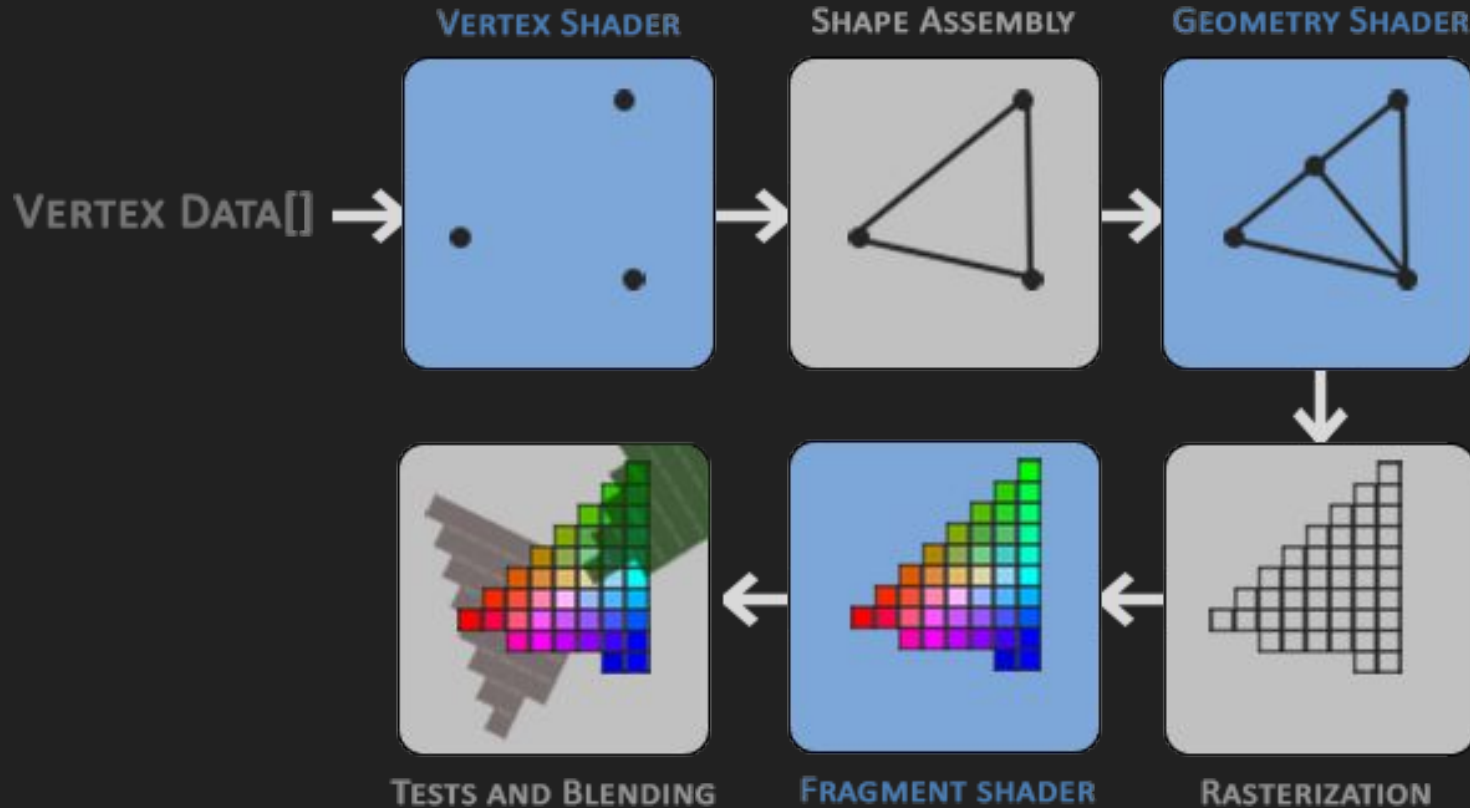 VERTEX SHADER
SHAPE ASSEMBLY
GEOMETRY SHADER
VERTEX DATA[]
TESTS AND BLENDING
FRAGMENT SHADER
RASTERIZATION